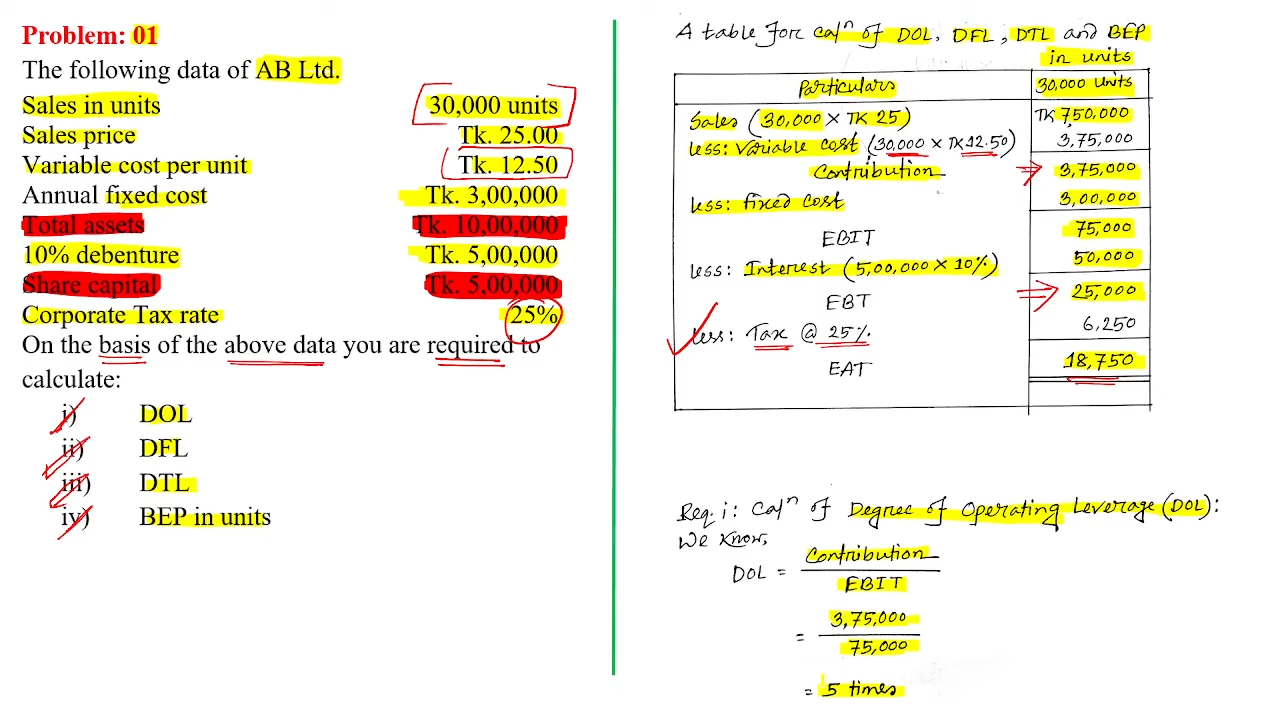 Problem: 01
The following data of AB Ltd.
Sales in units 30,000 units
Sales price Tk. 25.00
Variable cost per unit Tk. 12.50
Annual fixed cost Tk. 3,00,000
Total assets Tk. 10,00,000
10% debenture Tk. 5,00,000
Share capital Tk. 5,00,000
Corporate Tax rate 25%
On the basis of the above data you are required to
calculate:
i) DOL
ii) DFL
iii) DTL
iv) BEP in units
A table for calⁿ of DOL, DFL, DTL and BEP
in units
Particulars 30,000 units
Sales (30,000 × TK 25) TK 750,000
less: Variable cost (30,000 × TK 12.50) 3,75,000
Contribution 3,75,000
less: fixed cost 3,00,000
EBIT 75,000
less: Interest (5,00,000 × 10%) 50,000
EBT 25,000
less: Tax @ 25% 6,250
EAT 18,750
Req. i: Calⁿ of Degree of Operating Leverage (DOL):
We know,
DOL = Contribution
EBIT
= 3,75,000
75,000
= 5 times